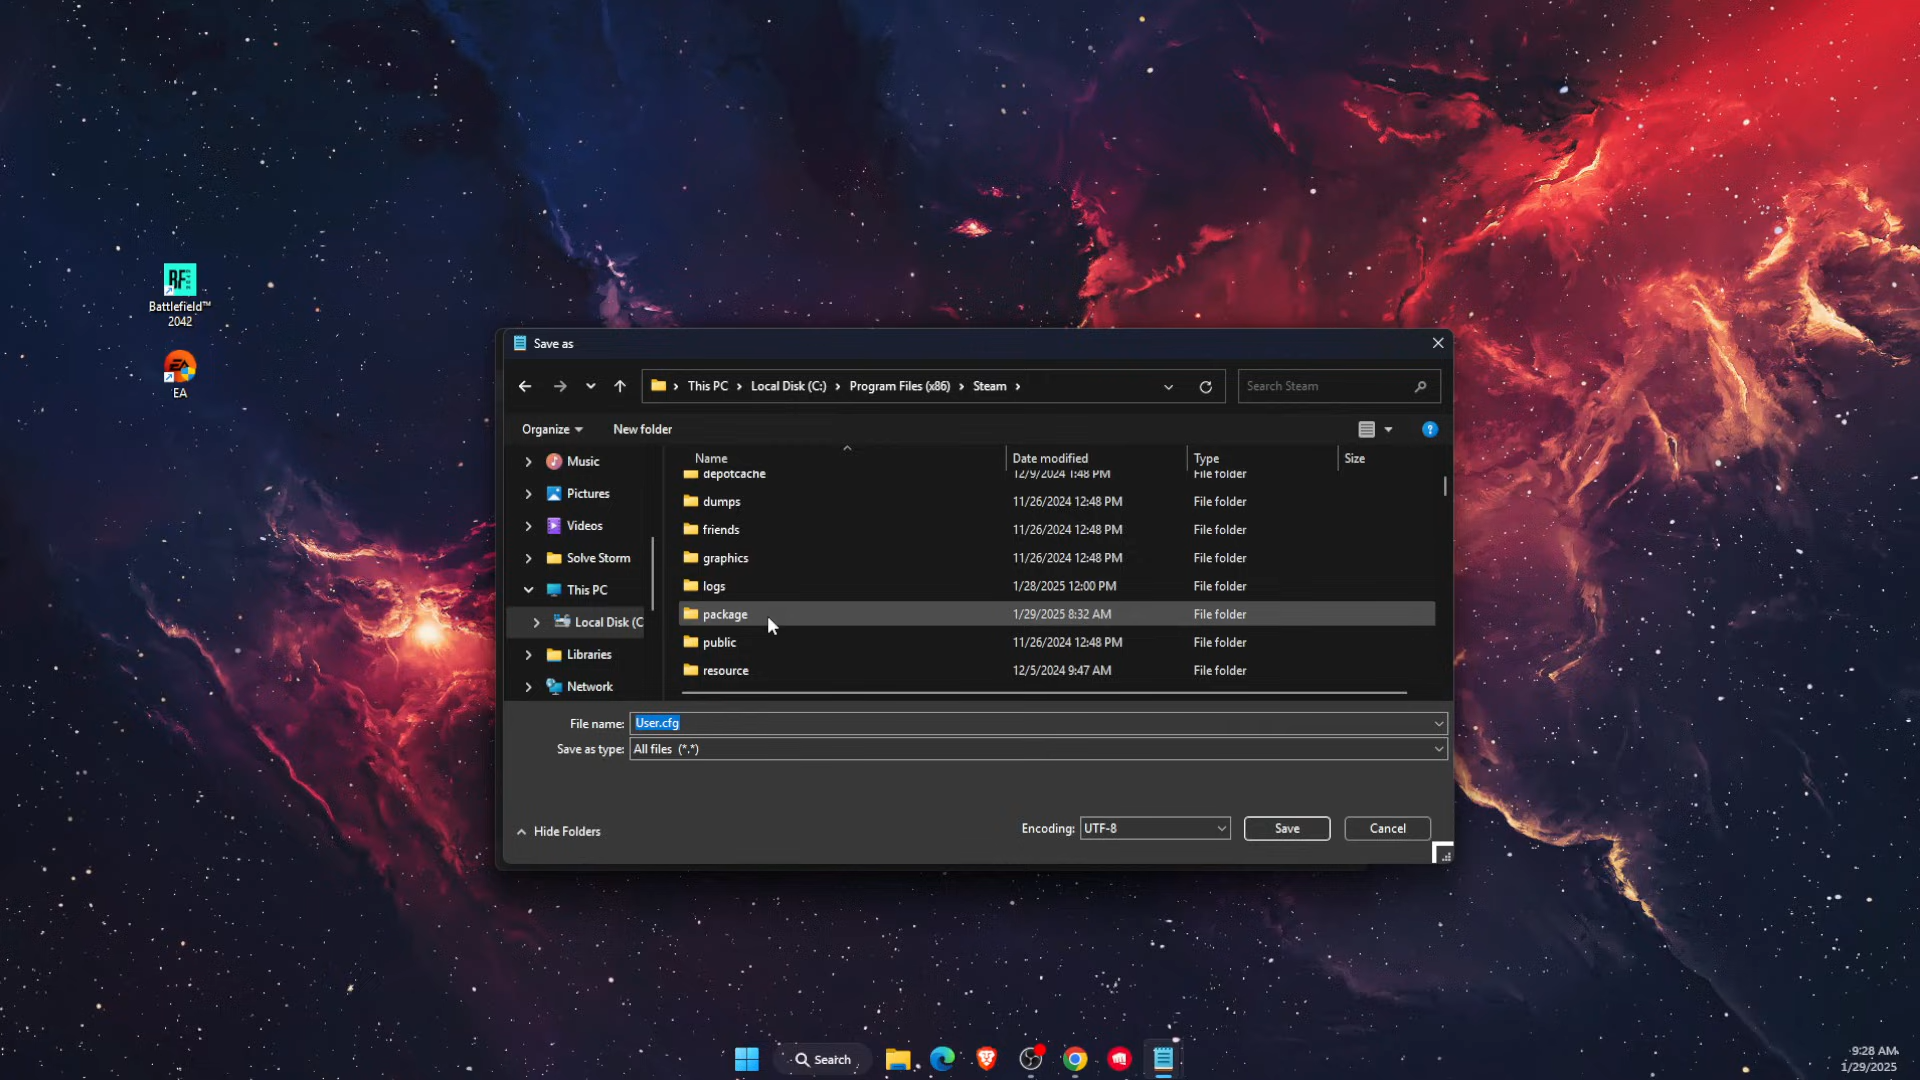 Battlefield™
2042
EA
Save as
This PC
Local Disk (C:)
Program Files (x86)
Steam
Search Steam
Organize
New folder
Name
Date modified
Type
Size
Music
Pictures
Videos
Solve Storm
This PC
Local Disk (C
Libraries
Network
depotcache 12/9/2024 1:48 PM File folder
dumps 11/26/2024 12:48 PM File folder
friends 11/26/2024 12:48 PM File folder
graphics 11/26/2024 12:48 PM File folder
logs 1/28/2025 12:00 PM File folder
package 1/29/2025 8:32 AM File folder
public 11/26/2024 12:48 PM File folder
resource 12/5/2024 9:47 AM File folder
File name: User.cfg
Save as type: All files (*.*)
Hide Folders
Encoding: UTF-8
Save
Cancel
Search
9:28 AM
1/29/2025